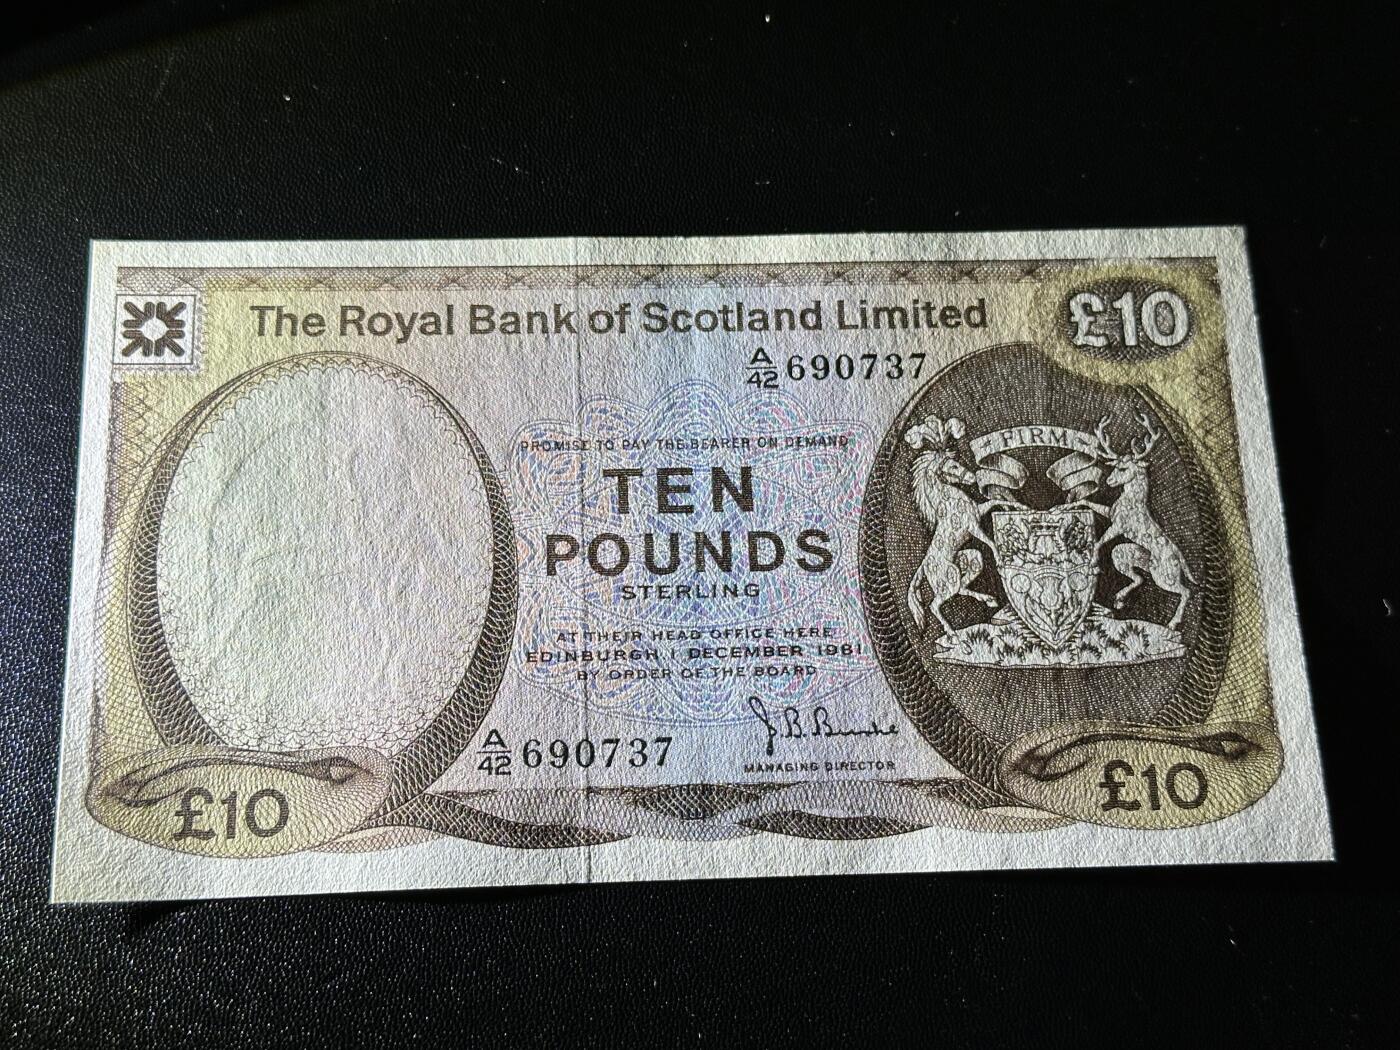 The Royal Bank of Scotland Limited
£10
A/42 690737
FIRM
PROMISE TO PAY THE BEARER ON DEMAND
TEN
POUNDS
STERLING
AT THEIR HEAD OFFICE HERE
EDINBURGH 1 DECEMBER 1981
BY ORDER OF THE BOARD
J. B. Burke
MANAGING DIRECTOR
A/42 690737
£10
£10